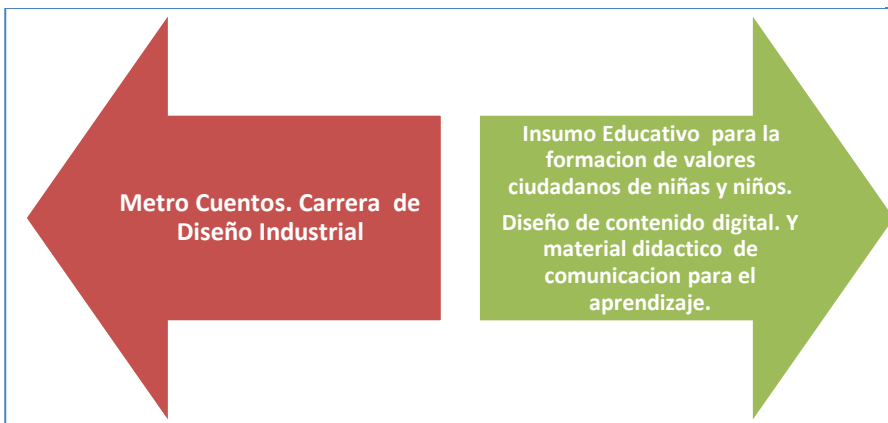 Metro Cuentos. Carrera de
Diseño Industrial
Insumo Educativo para la
formacion de valores
ciudadanos de niñas y niños.
Diseño de contenido digital. Y
material didactico de
comunicacion para el
aprendizaje.